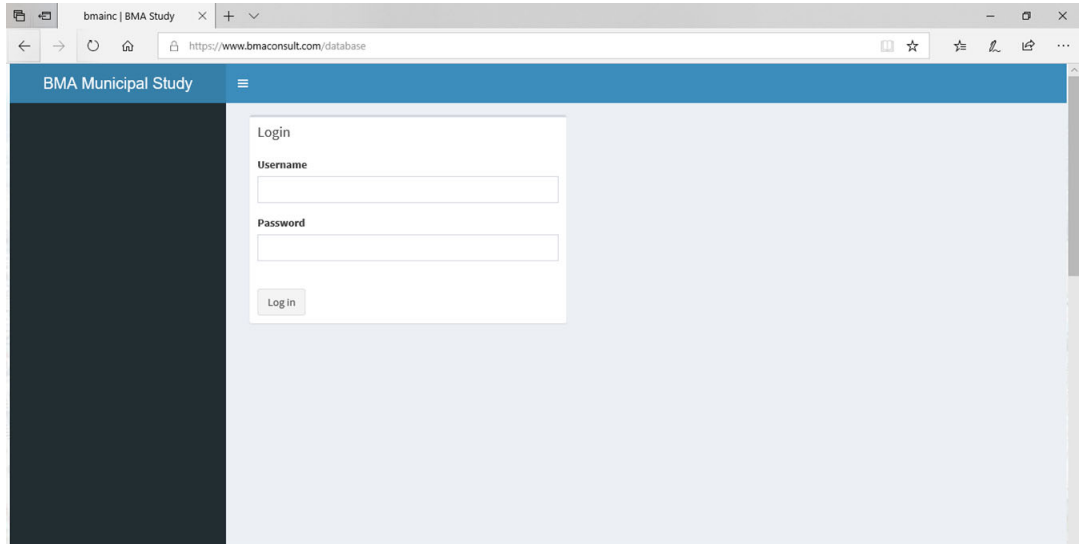 bmainc | BMA Study
https://www.bmaconsult.com/database
BMA Municipal Study
Login
Username
Password
Log in